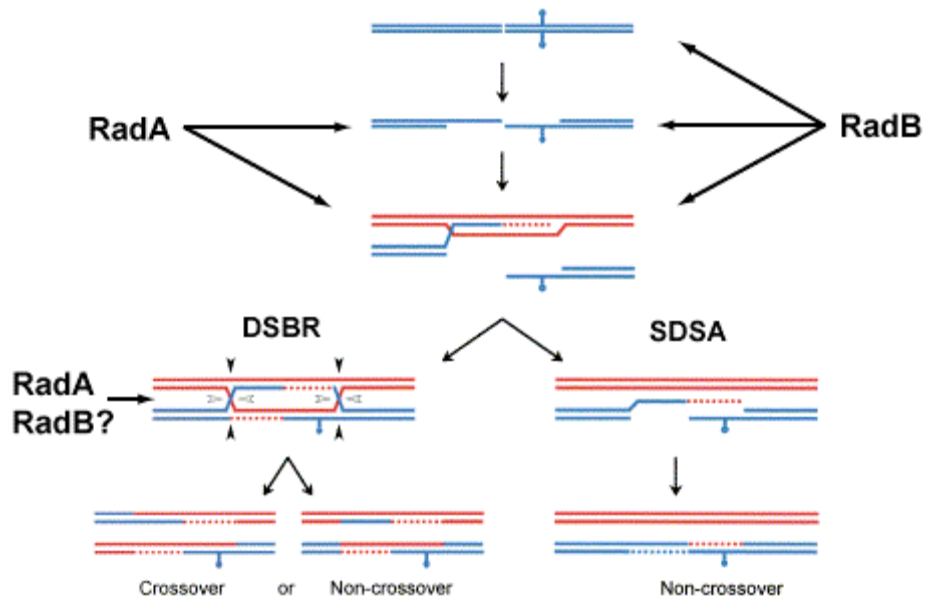 RadA
RadB
DSBR
SDSA
RadA
RadB?
Crossover or Non-crossover
Non-crossover